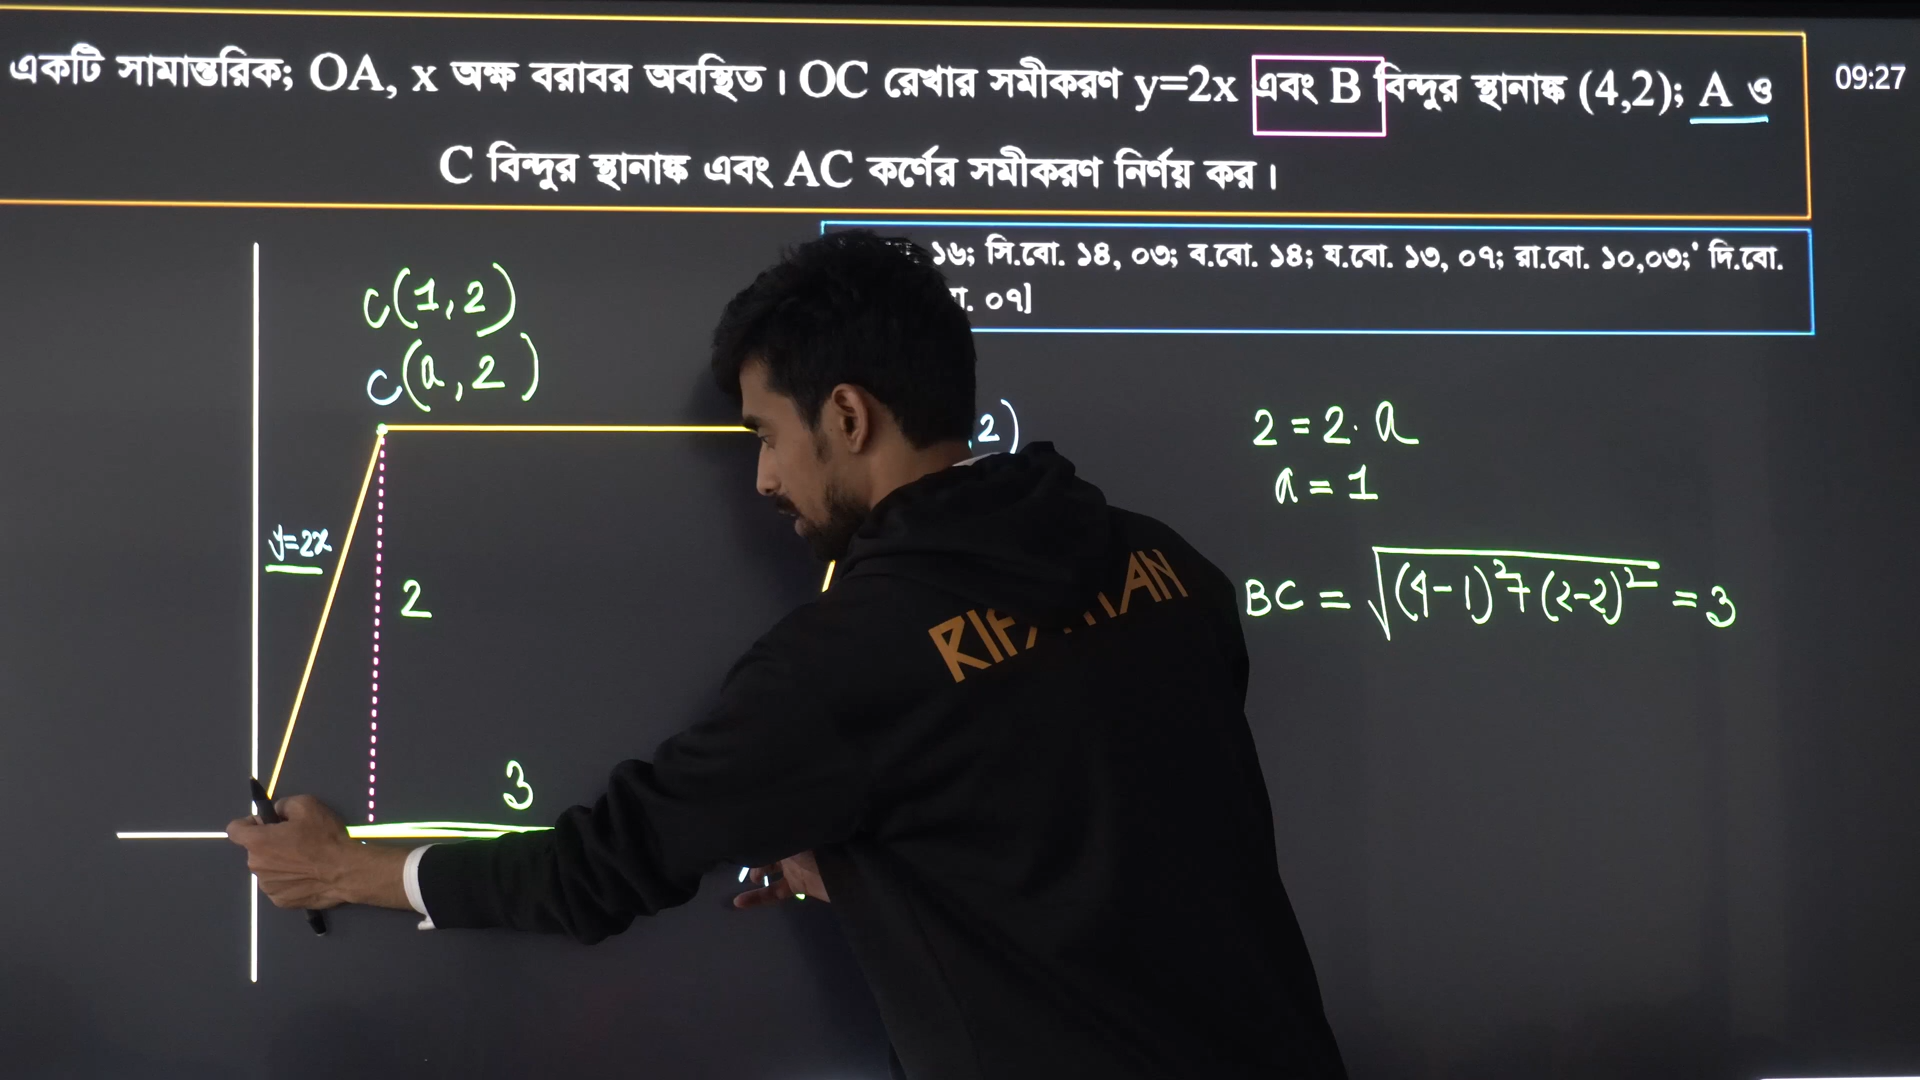 একটি সামান্তরিক; OA, x অক্ষ বরাবর অবস্থিত। OC রেখার সমীকরণ y=2x এবং B বিন্দুর স্থানাঙ্ক (4,2); A ও
09:27
C বিন্দুর স্থানাঙ্ক এবং AC কর্ণের সমীকরণ নির্ণয় কর।
১৬; সি.বো. ১৪, ০৩; ব.বো. ১৪; য.বো. ১৩, ০৭; রা.বো. ১০,০৩;' দি.বো.
০৭]
C(1,2)
C(a,2)
2)
2 = 2. a
a = 1
y=2x
2
BC = √(4-1)²+(2-2)² = 3
RIF
AN
3